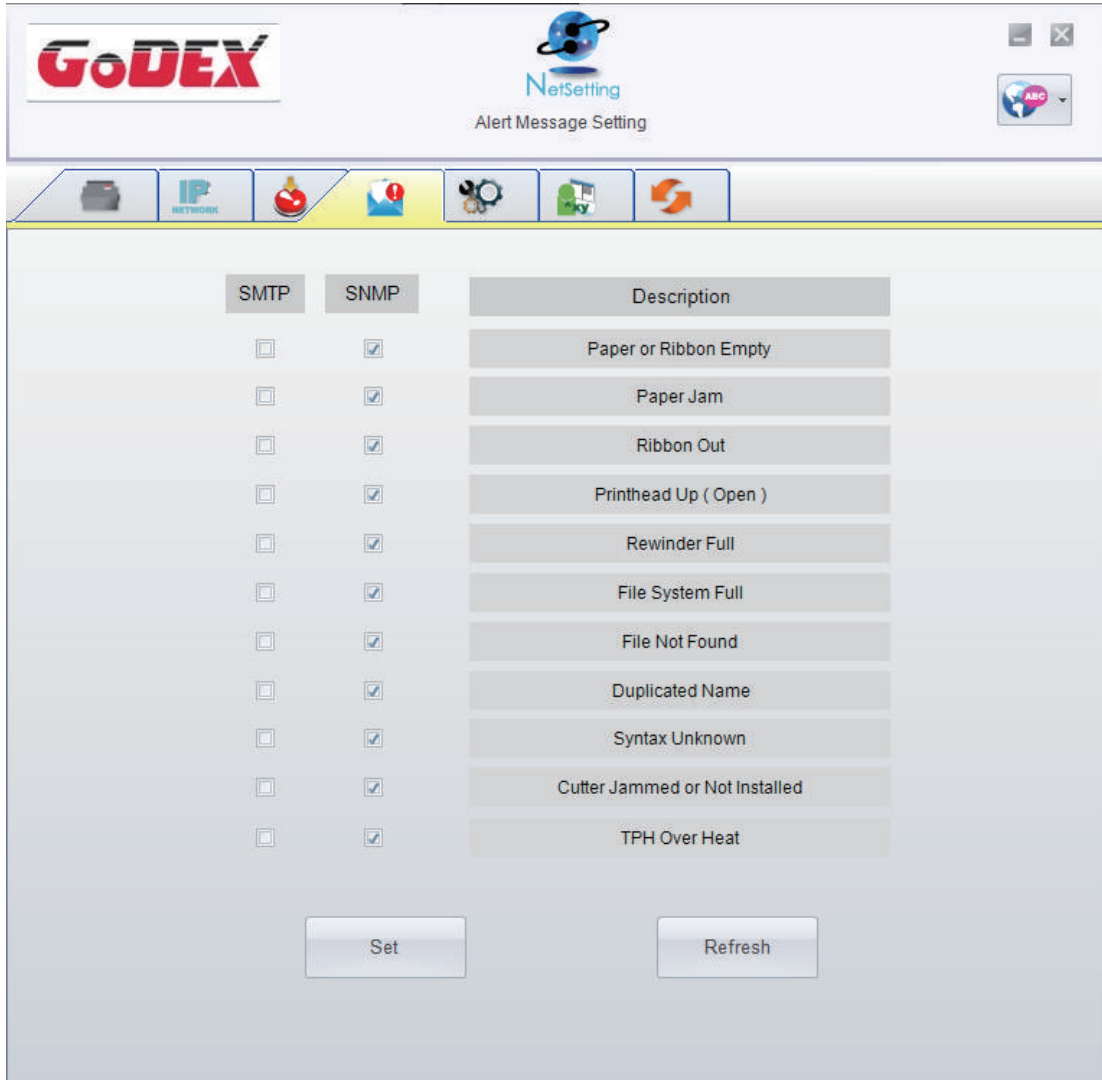 GoDEX
NetSetting
Alert Message Setting
ABC
IP
NETWORK
^XY
SMTP SNMP Description
Paper or Ribbon Empty
Paper Jam
Ribbon Out
Printhead Up ( Open )
Rewinder Full
File System Full
File Not Found
Duplicated Name
Syntax Unknown
Cutter Jammed or Not Installed
TPH Over Heat
Set Refresh